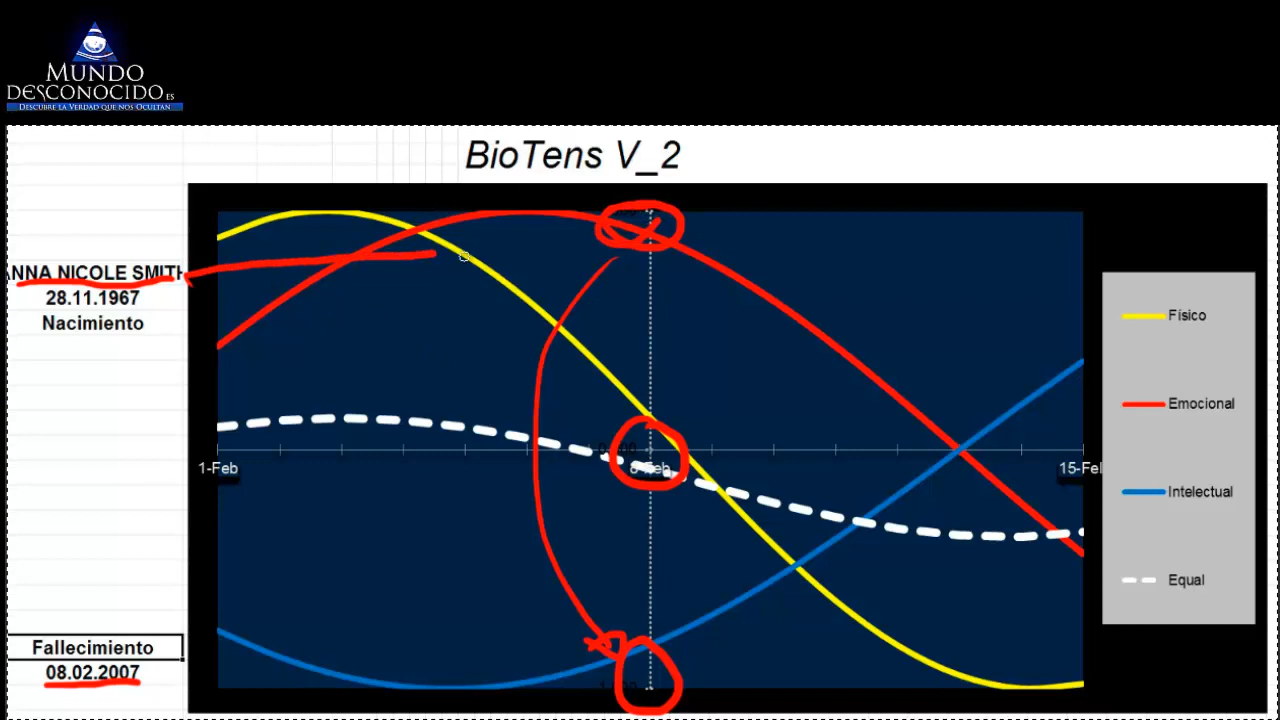 MUNDO
DESCONOCIDO.ES
DESCUBRE LA VERDAD QUE NOS OCULTAN
BioTens V_2
ANNA NICOLE SMITH
28.11.1967
Nacimiento
Físico
Emocional
1-Feb
8-Feb
15-Feb
Intelectual
Equal
Fallecimiento
08.02.2007